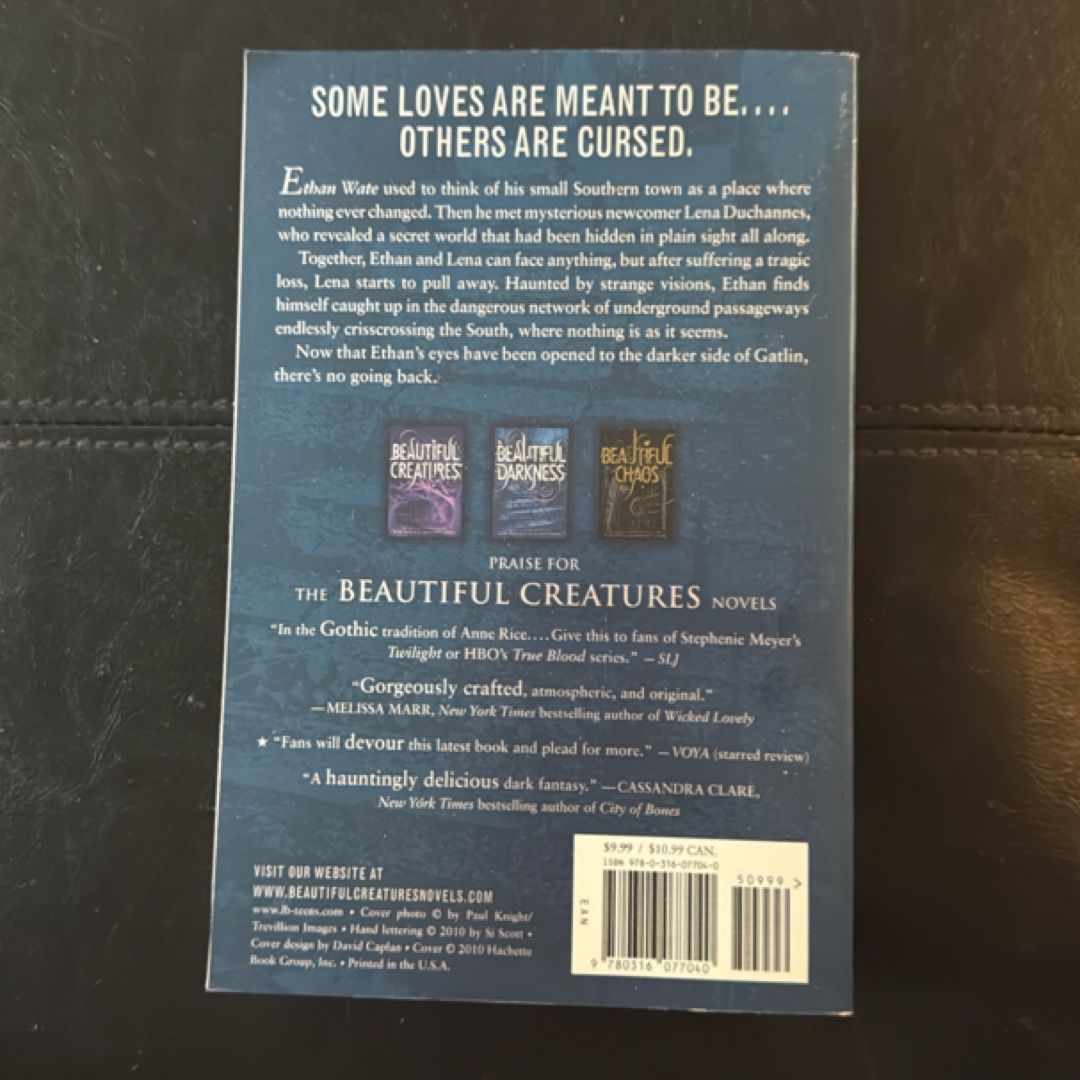 SOME LOVES ARE MEANT TO BE....
OTHERS ARE CURSED.
Ethan Wate used to think of his small Southern town as a place where
nothing ever changed. Then he met mysterious newcomer Lena Duchannes,
who revealed a secret world that had been hidden in plain sight all along.
Together, Ethan and Lena can face anything, but after suffering a tragic
loss, Lena starts to pull away. Haunted by strange visions, Ethan finds
himself caught up in the dangerous network of underground passageways
endlessly crisscrossing the South, where nothing is as it seems.
Now that Ethan's eyes have been opened to the darker side of Gatlin,
there's no going back.
BEAUTIFUL
CREATURES
BEAUTIFUL
DARKNESS
BEAUTIFUL
CHAOS
PRAISE FOR
THE BEAUTIFUL CREATURES NOVELS
"In the Gothic tradition of Anne Rice.... Give this to fans of Stephenie Meyer's
Twilight or HBO's True Blood series." —SLJ
"Gorgeously crafted, atmospheric, and original."
—MELISSA MARR, New York Times bestselling author of Wicked Lovely
★ "Fans will devour this latest book and plead for more." —VOYA (starred review)
"A hauntingly delicious dark fantasy." —CASSANDRA CLARE,
New York Times bestselling author of City of Bones
VISIT OUR WEBSITE AT
WWW.BEAUTIFULCREATURESNOVELS.COM
www.lb-teens.com • Cover photo © by Paul Knight/
Trevillion Images • Hand lettering © 2010 by Si Scott •
Cover design by David Caplan • Cover © 2010 Hachette
Book Group, Inc. • Printed in the U.S.A.
$9.99 / $10.99 CAN.
ISBN 978-0-316-07704-0
50999 >
EAN
9 780316 077040